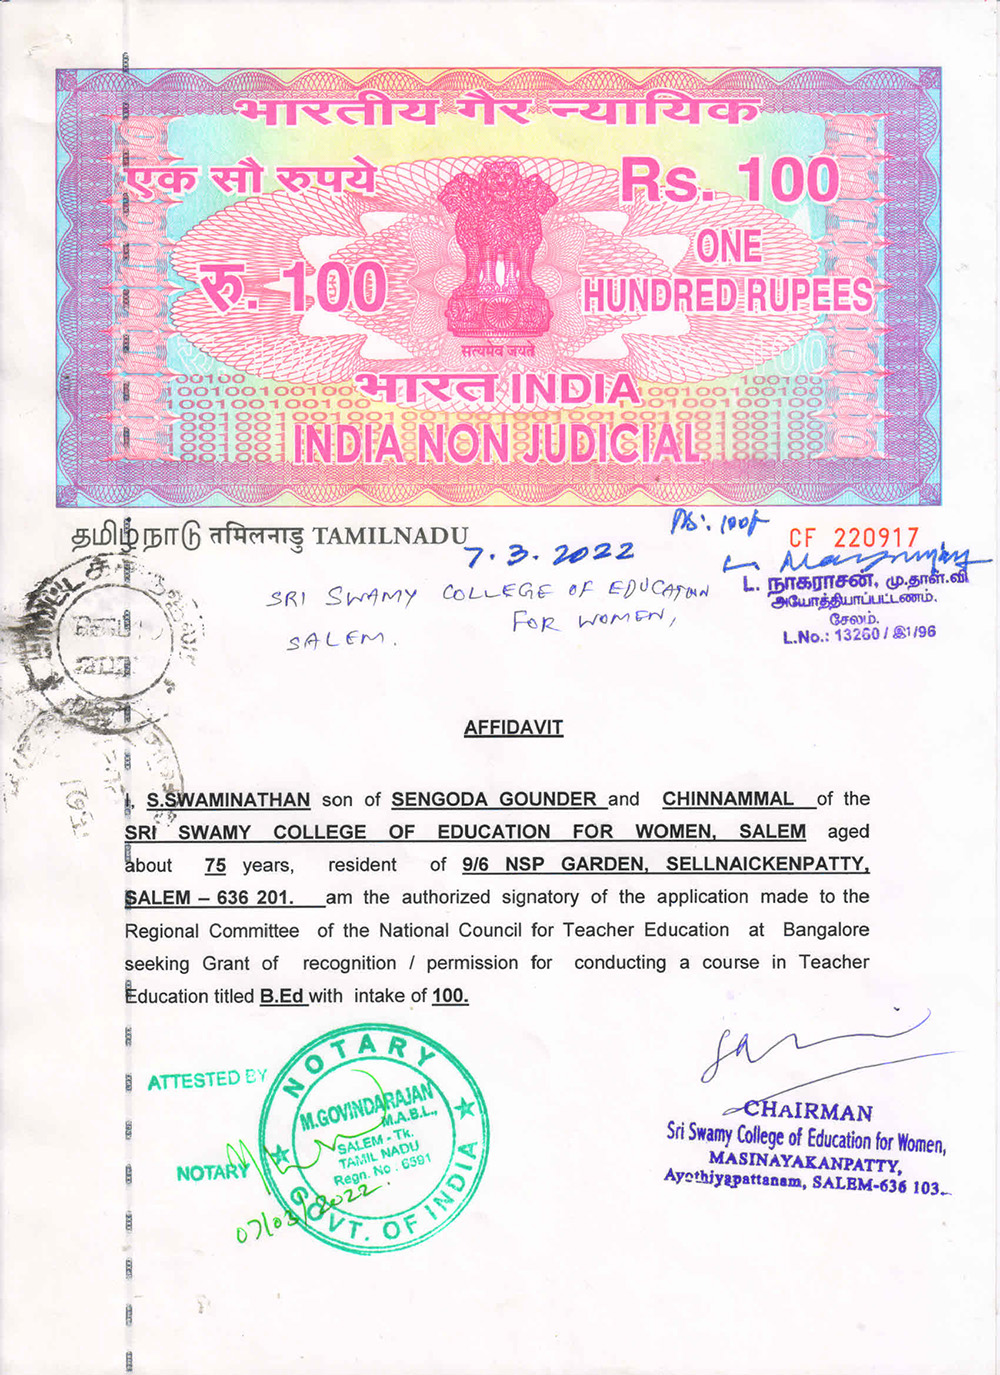 भारतीय गैर न्यायिक
एक सौ रुपये Rs. 100
रु. 100 ONE
HUNDRED RUPEES
सत्यमेव जयते
भारत INDIA
INDIA NON JUDICIAL
தமிழ்நாடு तमिलनाडु TAMILNADU
Rs: 100/-
CF 220917
7.3.2022
SRI SWAMY COLLEGE OF EDUCATION
FOR WOMEN,
SALEM.
L. நாகராசன், மு.தாள்.வி
அயோத்தியாப்பட்டணம்.
சேலம்.
L.No.: 13260 / இ1/96
AFFIDAVIT
I, S.SWAMINATHAN son of SENGODA GOUNDER and CHINNAMMAL of the
SRI SWAMY COLLEGE OF EDUCATION FOR WOMEN, SALEM aged
about 75 years, resident of 9/6 NSP GARDEN, SELLNAICKENPATTY,
SALEM – 636 201. am the authorized signatory of the application made to the
Regional Committee of the National Council for Teacher Education at Bangalore
seeking Grant of recognition / permission for conducting a course in Teacher
Education titled B.Ed with intake of 100.
ATTESTED BY
NOTARY
NOTARY
M.GOVINDARAJAN
M.A.B.L.,
SALEM - TK.
TAMIL NADU
Regn. No. 6691
GOVT. OF INDIA
07/03/2022.
CHAIRMAN
Sri Swamy College of Education for Women,
MASINAYAKANPATTY,
Ayothiyapattanam, SALEM-636 103.